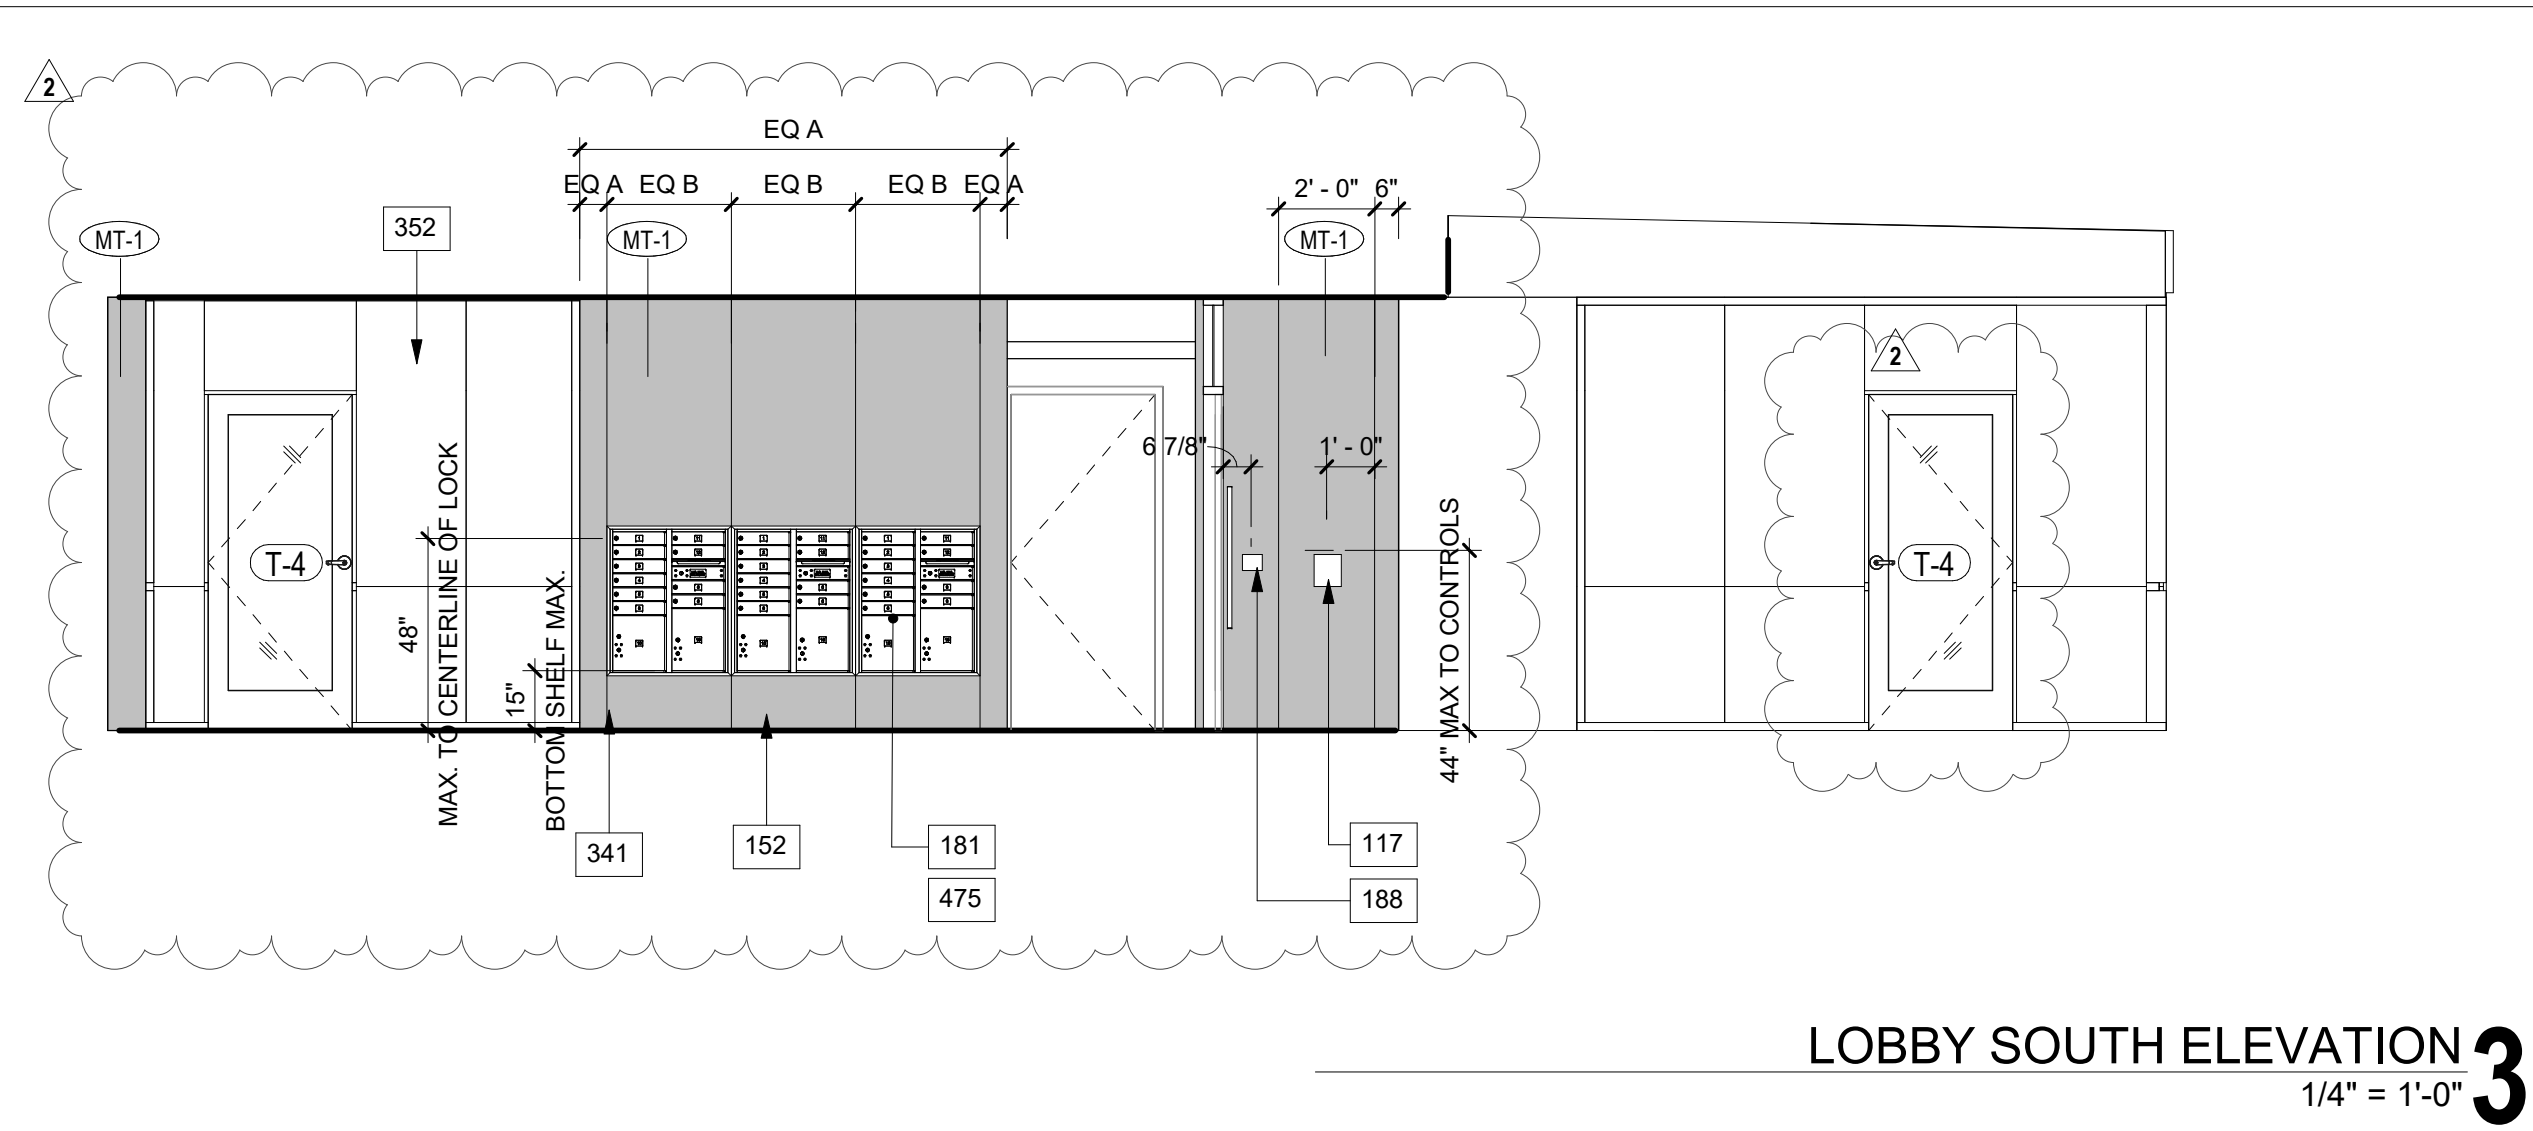 2
EQ A
EQ A
EQ B
EQ B
EQ B
EQ A
2' - 0"
6"
MT-1
352
MT-1
MT-1
2
6 7/8"
1' - 0"
T-4
T-4
48"
MAX. TO CENTERLINE OF LOCK
15"
BOTTOM SHELF MAX.
44" MAX TO CONTROLS
341
152
181
475
117
188
LOBBY SOUTH ELEVATION
3
1/4" = 1'-0"